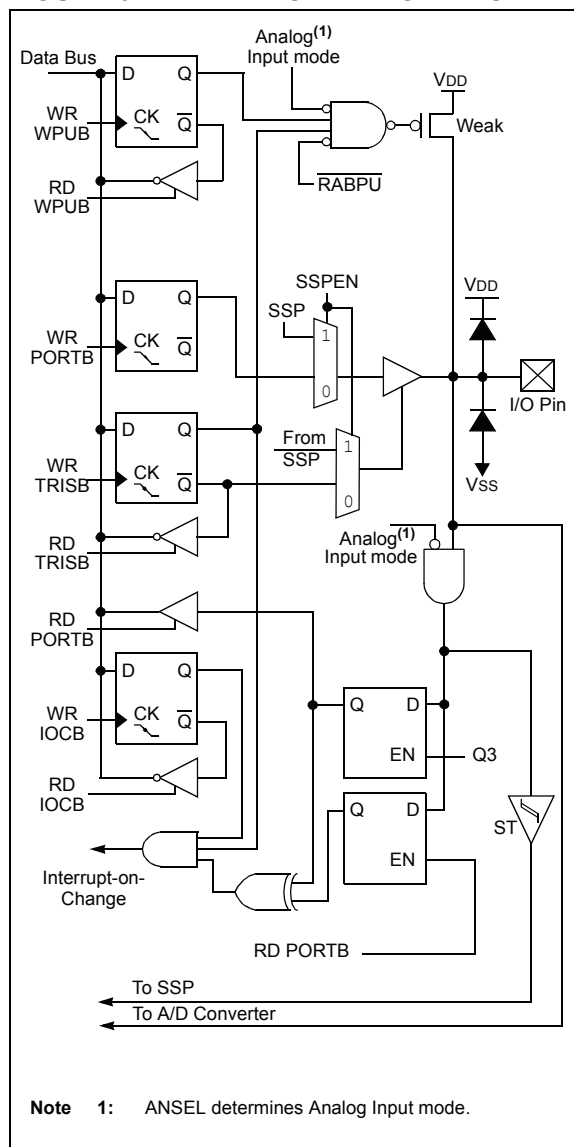 Analog(1)
Input mode
Data Bus
D Q
VDD
WR
WPUB
CK Q
Weak
RD
WPUB
RABPU
SSPEN
D Q
SSP
VDD
1
WR
PORTB
CK Q
0
I/O Pin
D Q
From
SSP
1
WR
TRISB
CK Q
0
VSS
Analog(1)
Input mode
RD
TRISB
RD
PORTB
D Q
WR
IOCB
CK Q
Q D
EN
Q3
RD
IOCB
Q D
ST
EN
Interrupt-on-
Change
RD PORTB
To SSP
To A/D Converter
Note 1: ANSEL determines Analog Input mode.